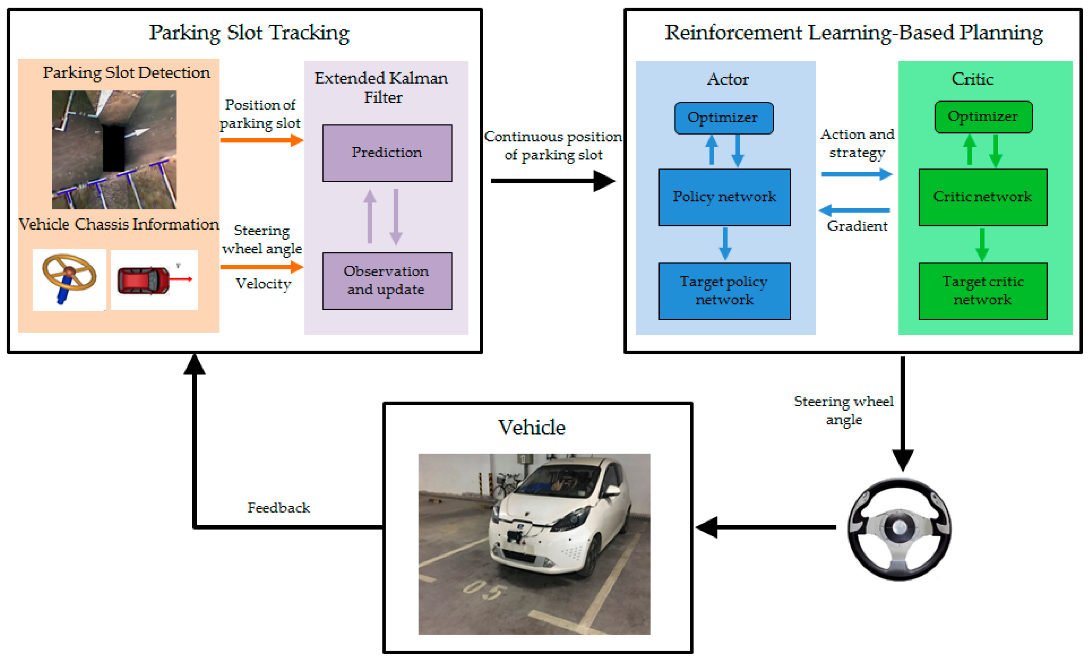 Parking Slot Tracking
Parking Slot Detection
Vehicle Chassis Information
Position of
parking slot
Steering
wheel angle
Velocity
Extended Kalman
Filter
Prediction
Observation
and update
Continuous position
of parking slot
Reinforcement Learning-Based Planning
Actor
Optimizer
Policy network
Target policy
network
Action and
strategy
Gradient
Critic
Optimizer
Critic network
Target critic
network
Steering wheel
angle
Vehicle
05
Feedback